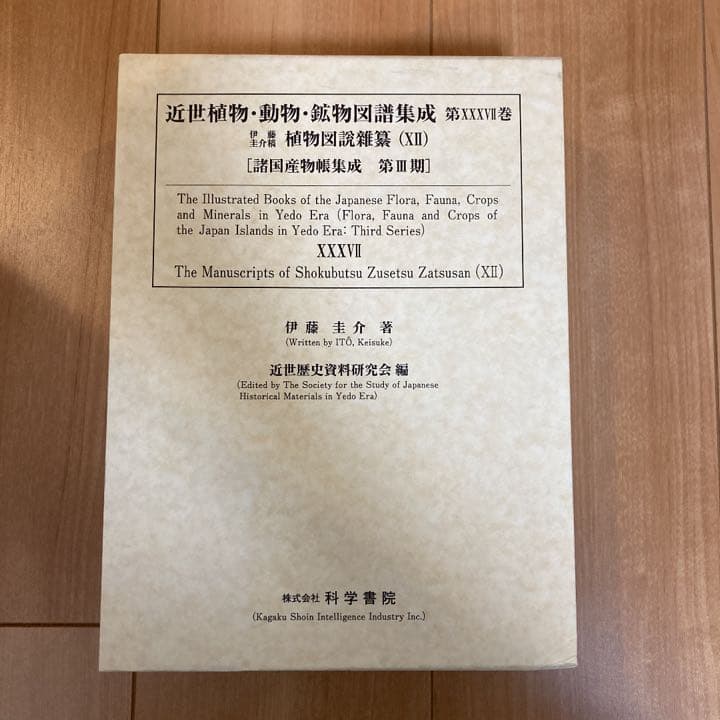 近世植物・動物・鉱物図譜集成 第XXXVII巻
伊藤圭介稿 植物図説雑纂 (XII)
[諸国産物帳集成 第III期]
The Illustrated Books of the Japanese Flora, Fauna, Crops
and Minerals in Yedo Era (Flora, Fauna and Crops of
the Japan Islands in Yedo Era: Third Series)
XXXVII
The Manuscripts of Shokubutsu Zusetsu Zatsusan (XII)
伊藤 圭介 著
(Written by ITŌ, Keisuke)
近世歴史資料研究会 編
(Edited by The Society for the Study of Japanese
Historical Materials in Yedo Era)
株式会社 科学書院
(Kagaku Shoin Intelligence Industry Inc.)